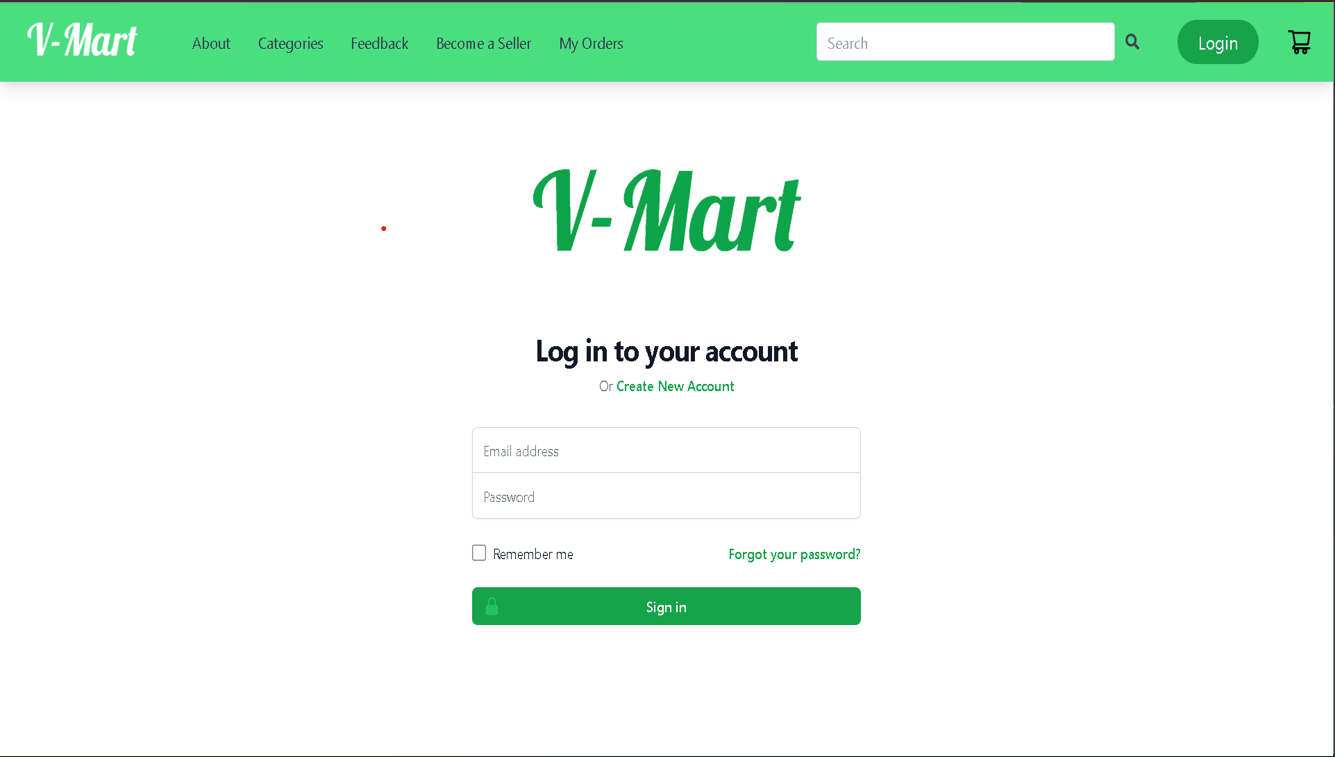 V-Mart About Categories Feedback Become a Seller My Orders Search Login
V-Mart
Log in to your account
Or Create New Account
Email address
Password
Remember me Forgot your password?
Sign in